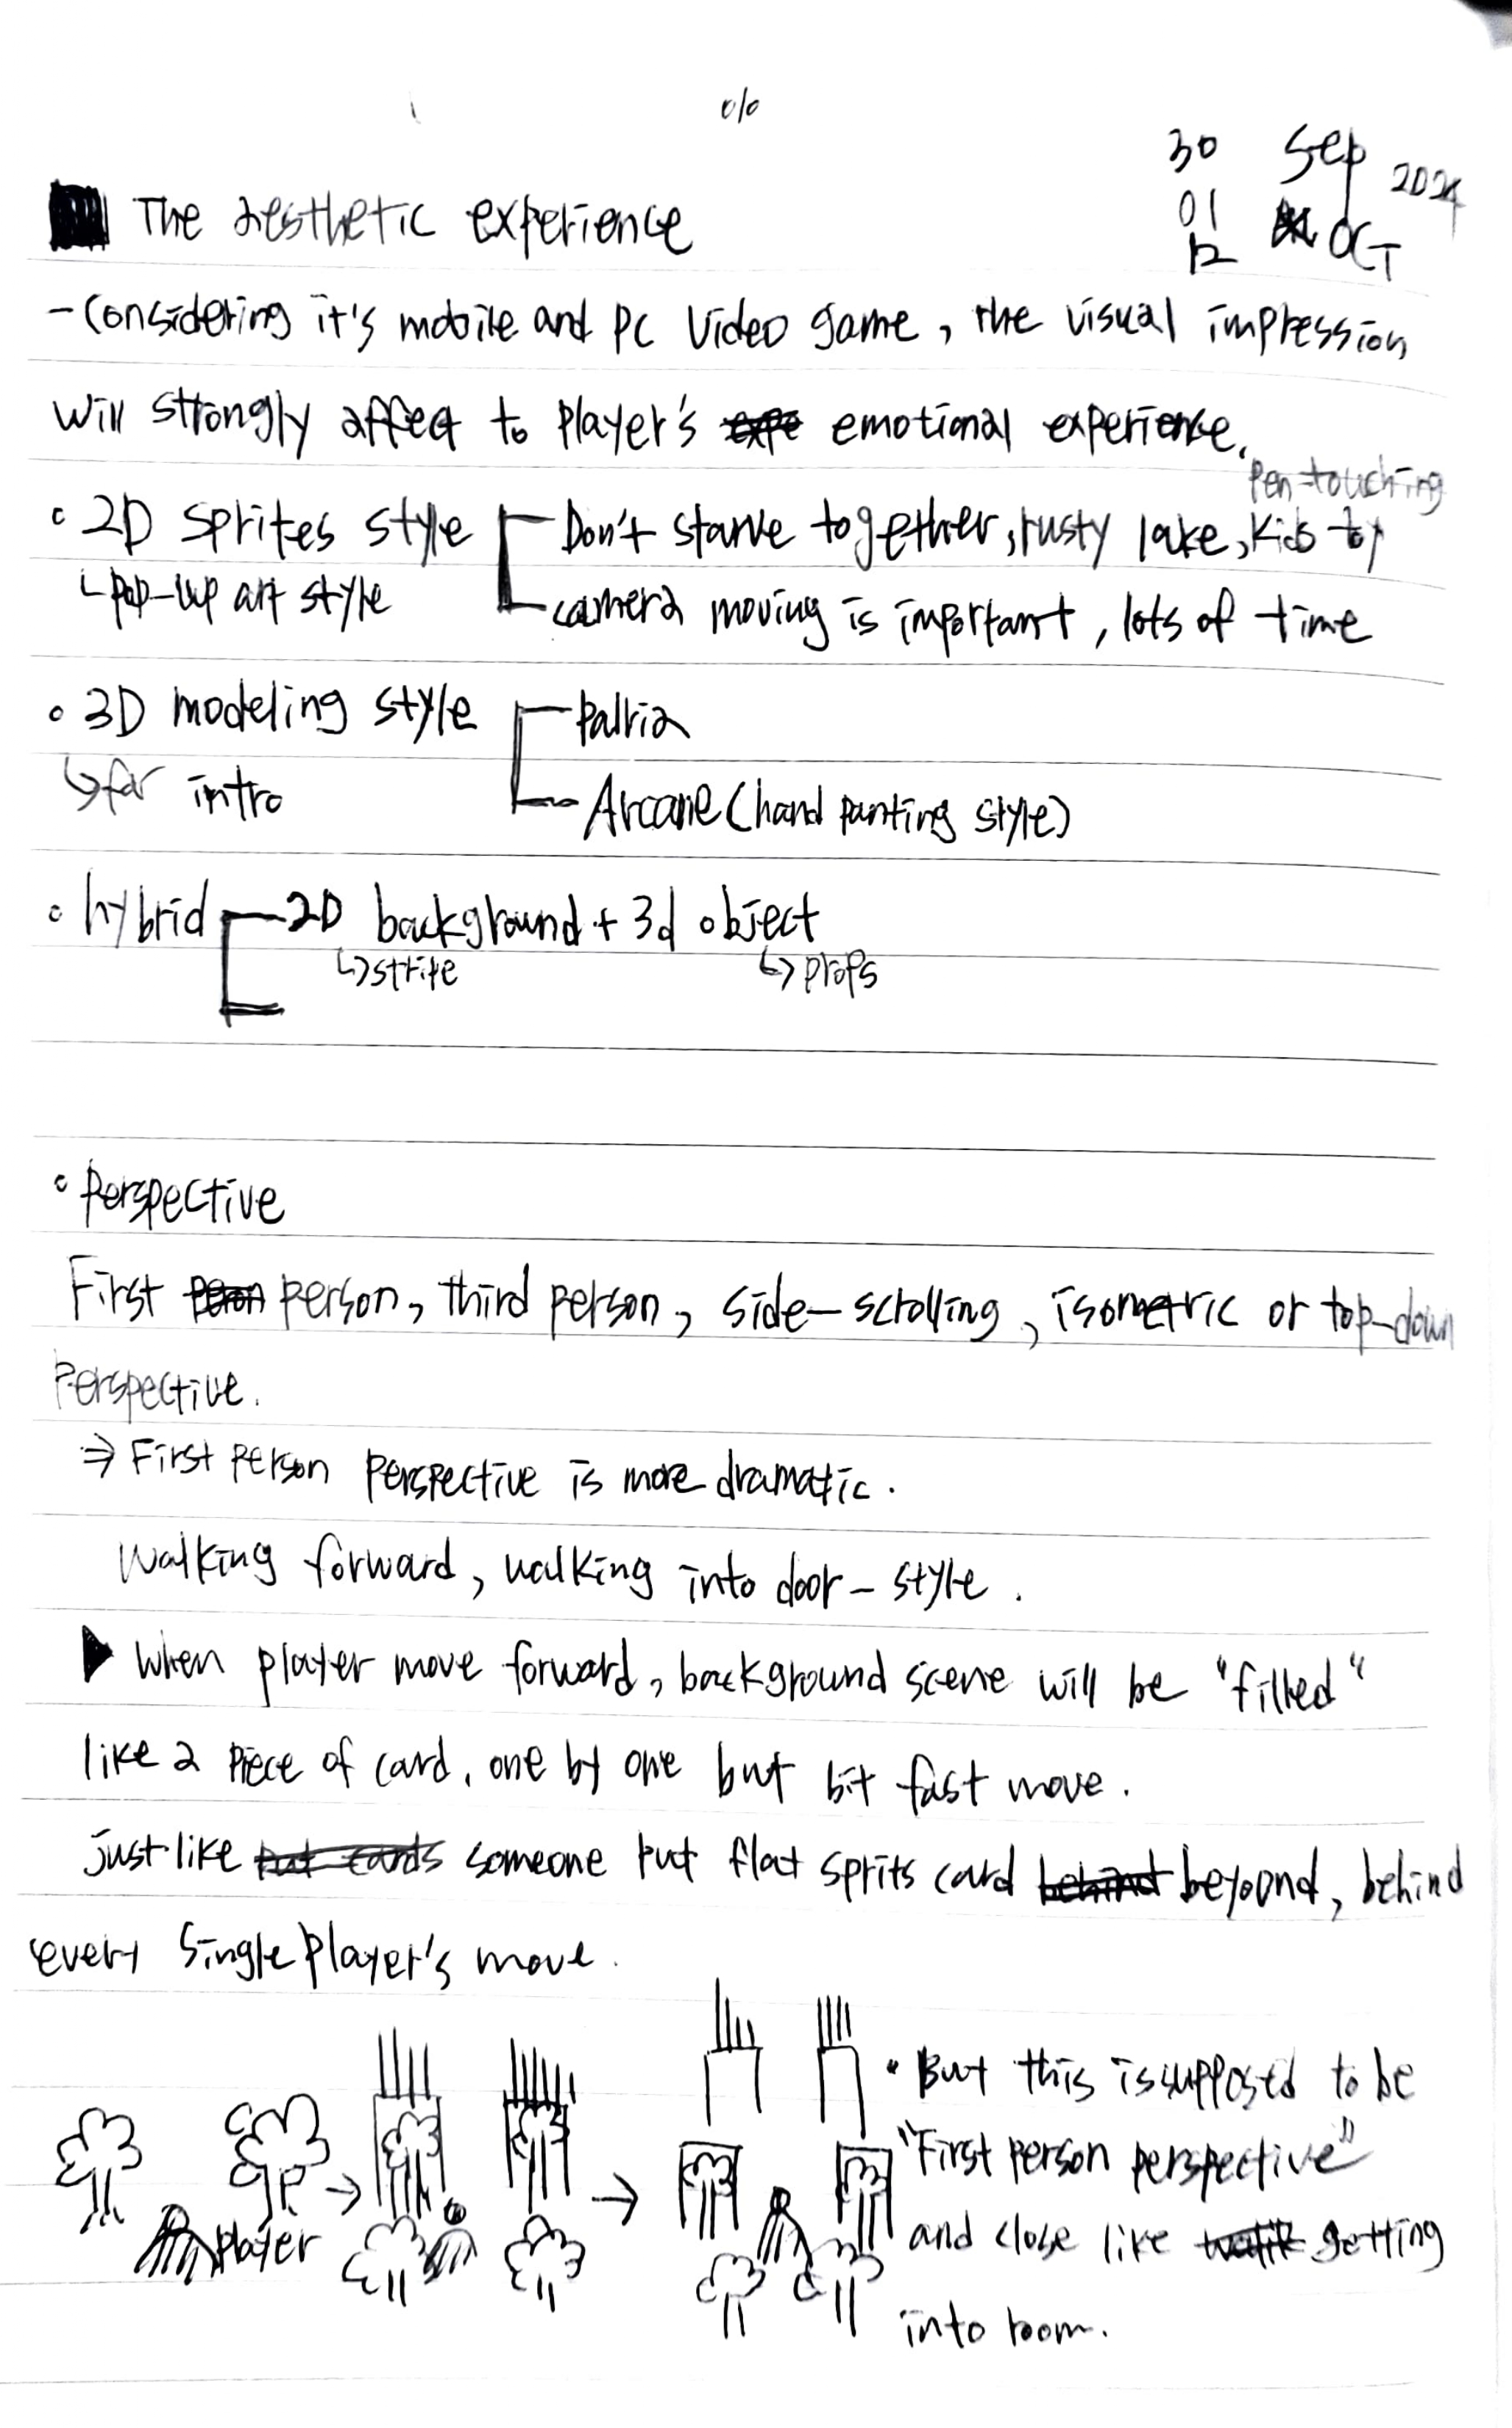 30 Sep 2024
01 OCT
12
The aesthetic experience
- Considering it's mobile and PC Video game, the visual impression
will strongly affect to player's emotional experience.
pen-touching
◦ 2D sprites style Don't starve together, rusty lake, kids toy
pop-up art style camera moving is important, lots of time
◦ 3D modeling style Palria
↳ for intro Arcane (hand painting style)
◦ hybrid 2D background + 3d object
↳ props
◦ Perspective
First person, third person, side-scrolling, isometric or top-down
Perspective.
⇒ First person perspective is more dramatic.
Walking forward, walking into door-style.
▶ When player move forward, background scene will be "filled"
like a piece of card, one by one but bit fast move.
just like someone put flat sprits card beyoond, behind
every single player's move.
player
• But this is supposed to be
"First person perspective"
and close like getting
into room.